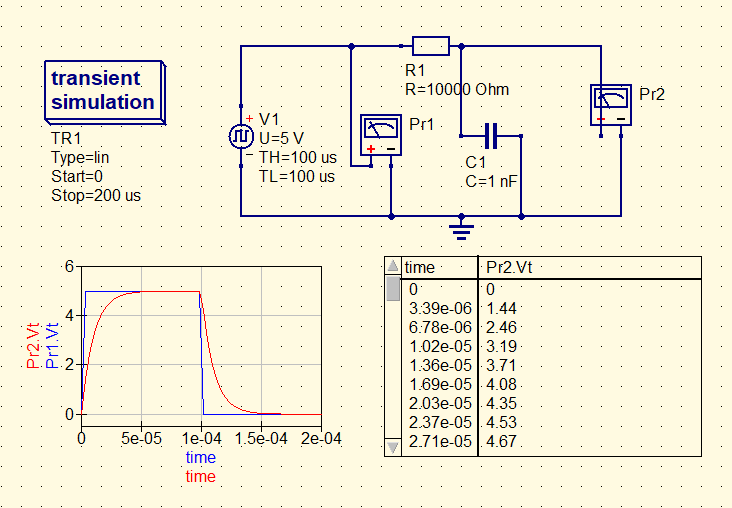 transient
simulation
TR1
Type=lin
Start=0
Stop=200 us
V1
U=5 V
TH=100 us
TL=100 us
Pr1
R1
R=10000 Ohm
C1
C=1 nF
Pr2
Pr2.Vt
Pr1.Vt
6
4
2
0
0 5e-05 1e-04 1.5e-04 2e-04
time
time
time Pr2.Vt
0 0
3.39e-06 1.44
6.78e-06 2.46
1.02e-05 3.19
1.36e-05 3.71
1.69e-05 4.08
2.03e-05 4.35
2.37e-05 4.53
2.71e-05 4.67